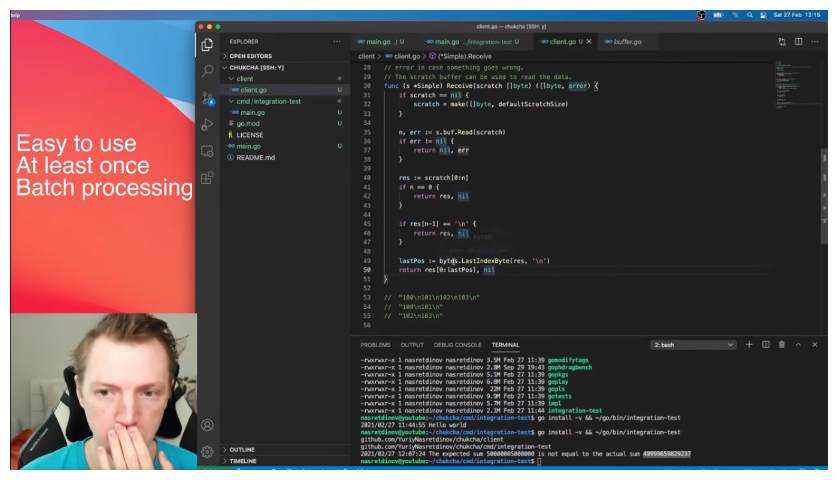 Help
Sat 27 Feb 12:15
client.go — chukcha [SSH: y]
EXPLORER
OPEN EDITORS
CHUKCHA [SSH: Y]
client
client.go U
cmd/integration-test
main.go U
go.mod U
LICENSE
main.go U
README.md
OUTLINE
TIMELINE
Easy to use
At least once
Batch processing
main.go ./ U
main.go .../integration-test U
client.go U
buffer.go
client > client.go > (*Simple).Receive
28 // error in case something goes wrong.
29 // The scratch buffer can be used to read the data.
30 func (s *Simple) Receive(scratch []byte) ([]byte, error) {
31 if scratch == nil {
32 scratch = make([]byte, defaultScratchSize)
33 }
34
35 n, err := s.buf.Read(scratch)
36 if err != nil {
37 return nil, err
38 }
39
40 res := scratch[0:n]
41 if n == 0 {
42 return res, nil
43 }
44
45 if res[n-1] == '\n' {
46 return res, nil
47 }
48
49 lastPos := bytes.LastIndexByte(res, '\n')
50 return res[0:lastPos], nil
51 }
52
53 // "100\n101\n102\n103\n"
54 // "100\n101\n"
55 // "102\n103\n"
56
PROBLEMS OUTPUT DEBUG CONSOLE TERMINAL
2: bash
-rwxrwxr-x 1 nasretdinov nasretdinov 3.5M Feb 27 11:39 gomodifytags
-rwxrwxr-x 1 nasretdinov nasretdinov 2.8M Sep 29 19:43 gophdragbench
-rwxrwxr-x 1 nasretdinov nasretdinov 5.1M Feb 27 11:39 gopkgs
-rwxrwxr-x 1 nasretdinov nasretdinov 6.8M Feb 27 11:39 goplay
-rwxrwxr-x 1 nasretdinov nasretdinov 22M Feb 27 11:39 gopls
-rwxrwxr-x 1 nasretdinov nasretdinov 9.9M Feb 27 11:39 gotests
-rwxrwxr-x 1 nasretdinov nasretdinov 5.7M Feb 27 11:39 impl
-rwxrwxr-x 1 nasretdinov nasretdinov 2.1M Feb 27 11:44 integration-test
nasretdinov@youtube:~/chukcha/cmd/integration-test$ go install -v && ~/go/bin/integration-test
2021/02/27 11:44:55 Hello world
nasretdinov@youtube:~/chukcha/cmd/integration-test$ go install -v && ~/go/bin/integration-test
github.com/YuriyNasretdinov/chukcha/client
github.com/YuriyNasretdinov/chukcha/cmd/integration-test
2021/02/27 12:07:24 The expected sum 50000005000000 is not equal to the actual sum 49999659829237
nasretdinov@youtube:~/chukcha/cmd/integration-test$